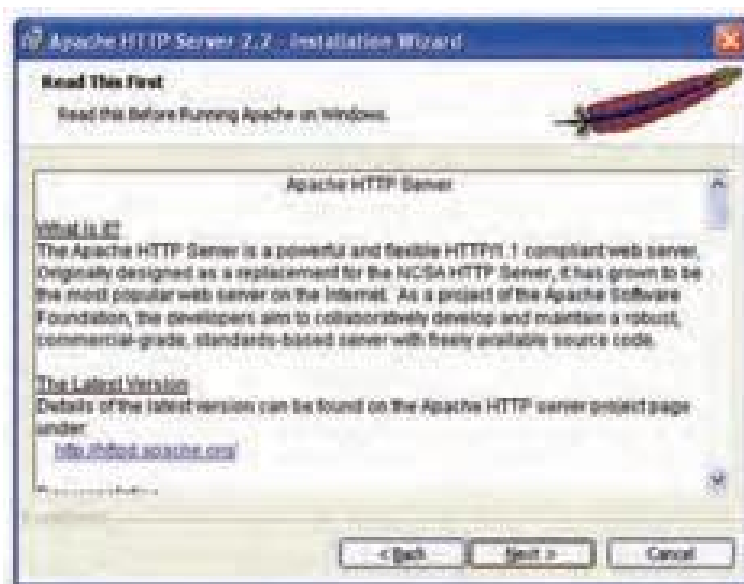 Apache HTTP Server 2.2 - Installation Wizard
Read This First
Read this Before Running Apache on Windows.
Apache HTTP Server
What is it?
The Apache HTTP Server is a powerful and flexible HTTP/1.1 compliant web server.
Originally designed as a replacement for the NCSA HTTP Server, it has grown to be
the most popular web server on the Internet. As a project of the Apache Software
Foundation, the developers aim to collaboratively develop and maintain a robust,
commercial-grade, standards-based server with freely available source code.
The Latest Version
Details of the latest version can be found on the Apache HTTP server project page
under
http://httpd.apache.org/
< Back
Next >
Cancel